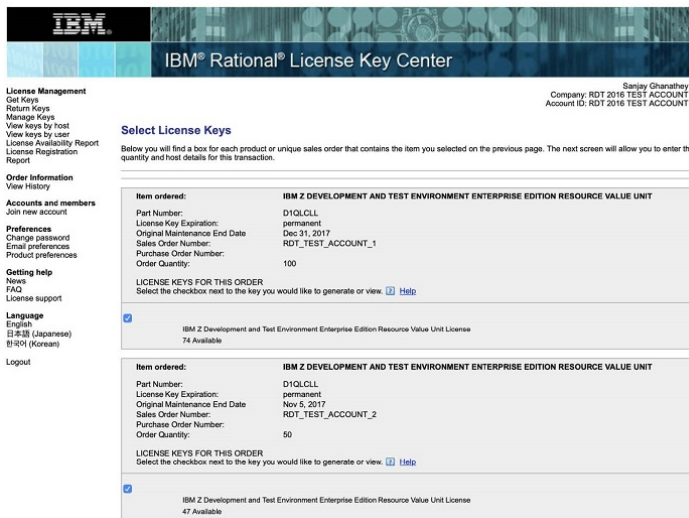 IBM®
IBM® Rational® License Key Center
Sanjay Ghanathey
Company: RDT 2016 TEST ACCOUNT
Account ID: RDT 2016 TEST ACCOUNT
License Management
Get Keys
Return Keys
Manage Keys
View keys by host
View keys by user
License Availability Report
License Registration
Report
Order Information
View History
Accounts and members
Join new account
Preferences
Change password
Email preferences
Product preferences
Getting help
News
FAQ
License support
Language
English
日本語 (Japanese)
한국어 (Korean)
Logout
Select License Keys
Below you will find a box for each product or unique sales order that contains the item you selected on the previous page. The next screen will allow you to enter th
quantity and host details for this transaction.
Item ordered: IBM Z DEVELOPMENT AND TEST ENVIRONMENT ENTERPRISE EDITION RESOURCE VALUE UNIT
Part Number: D1QLCLL
License Key Expiration: permanent
Original Maintenance End Date Dec 31, 2017
Sales Order Number: RDT_TEST_ACCOUNT_1
Purchase Order Number:
Order Quantity: 100
LICENSE KEYS FOR THIS ORDER
Select the checkbox next to the key you would like to generate or view. ? Help
IBM Z Development and Test Environment Enterprise Edition Resource Value Unit License
74 Available
Item ordered: IBM Z DEVELOPMENT AND TEST ENVIRONMENT ENTERPRISE EDITION RESOURCE VALUE UNIT
Part Number: D1QLCLL
License Key Expiration: permanent
Original Maintenance End Date Nov 5, 2017
Sales Order Number: RDT_TEST_ACCOUNT_2
Purchase Order Number:
Order Quantity: 50
LICENSE KEYS FOR THIS ORDER
Select the checkbox next to the key you would like to generate or view. ? Help
IBM Z Development and Test Environment Enterprise Edition Resource Value Unit License
47 Available